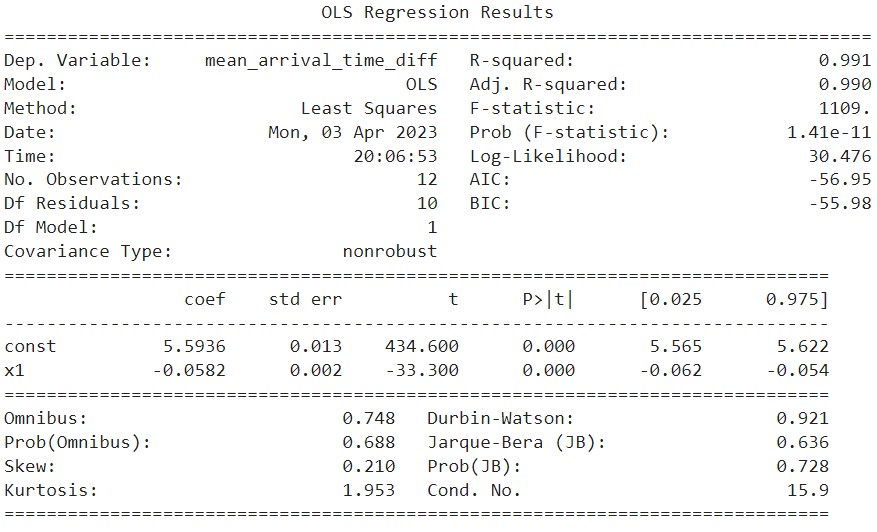 OLS Regression Results
==============================================================================
Dep. Variable:     mean_arrival_time_diff   R-squared:                       0.991
Model:                                OLS   Adj. R-squared:                  0.990
Method:                     Least Squares   F-statistic:                     1109.
Date:                    Mon, 03 Apr 2023   Prob (F-statistic):           1.41e-11
Time:                            20:06:53   Log-Likelihood:                 30.476
No. Observations:                      12   AIC:                            -56.95
Df Residuals:                          10   BIC:                            -55.98
Df Model:                               1
Covariance Type:                nonrobust
==============================================================================
                 coef    std err          t      P>|t|      [0.025      0.975]
------------------------------------------------------------------------------
const          5.5936      0.013    434.600      0.000       5.565       5.622
x1            -0.0582      0.002    -33.300      0.000      -0.062      -0.054
==============================================================================
Omnibus:                        0.748   Durbin-Watson:                   0.921
Prob(Omnibus):                  0.688   Jarque-Bera (JB):                0.636
Skew:                           0.210   Prob(JB):                        0.728
Kurtosis:                       1.953   Cond. No.                         15.9
==============================================================================